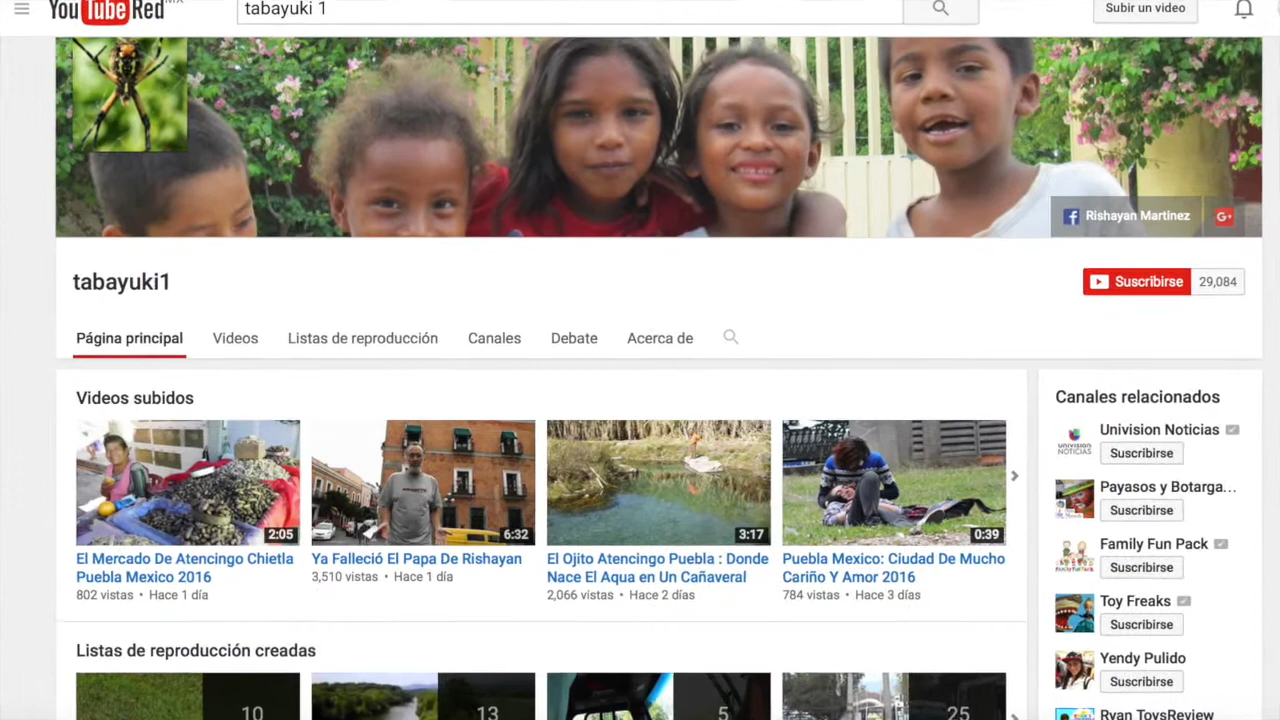 YouTube Red MX
tabayuki 1
Subir un video
Rishayan Martinez
G+
tabayuki1
Suscribirse 29,084
Página principal Videos Listas de reproducción Canales Debate Acerca de
Videos subidos
2:05
6:32
3:17
0:39
El Mercado De Atencingo Chietla
Puebla Mexico 2016
802 vistas • Hace 1 día
Ya Falleció El Papa De Rishayan
3,510 vistas • Hace 1 día
El Ojito Atencingo Puebla : Donde
Nace El Aqua en Un Cañaveral
2,066 vistas • Hace 2 días
Puebla Mexico: Ciudad De Mucho
Cariño Y Amor 2016
784 vistas • Hace 3 días
Listas de reproducción creadas
10
13
5
25
Canales relacionados
UNIVISION
NOTICIAS
Univision Noticias
Suscribirse
Payasos y Botarga...
Suscribirse
Family Fun Pack
Suscribirse
Toy Freaks
Suscribirse
Yendy Pulido
Suscribirse
Ryan ToysReview